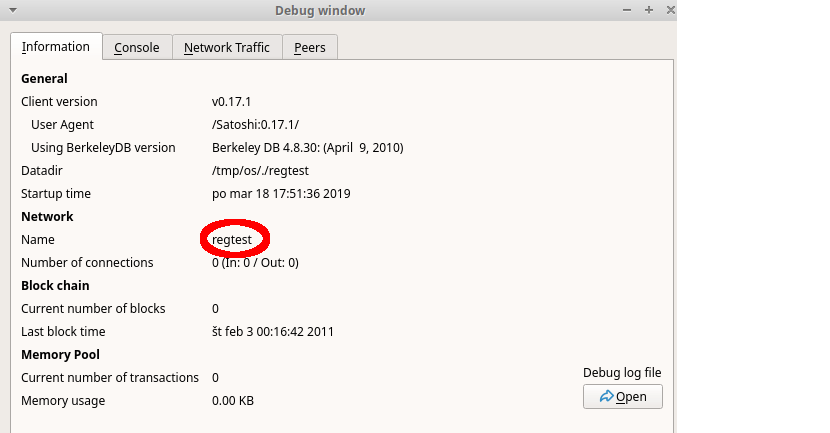 Debug window
Information Console Network Traffic Peers
General
Client version v0.17.1
User Agent /Satoshi:0.17.1/
Using BerkeleyDB version Berkeley DB 4.8.30: (April  9, 2010)
Datadir /tmp/os/./regtest
Startup time po mar 18 17:51:36 2019
Network
Name regtest
Number of connections 0 (In: 0 / Out: 0)
Block chain
Current number of blocks 0
Last block time št feb 3 00:16:42 2011
Memory Pool
Current number of transactions 0
Memory usage 0.00 KB
Debug log file
Open